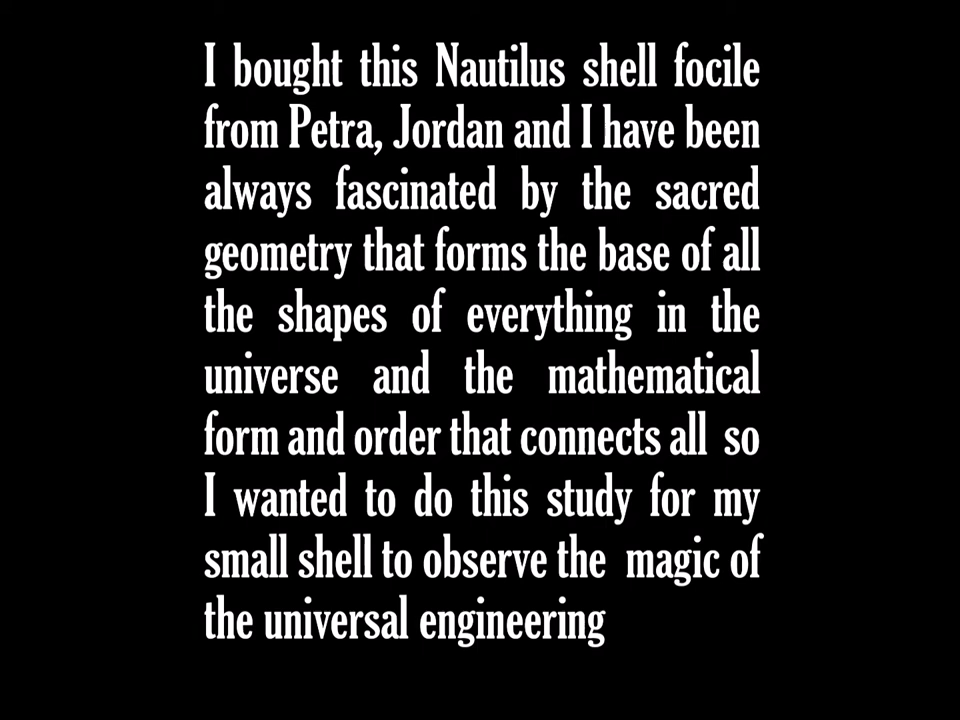 I bought this Nautilus shell focile
from Petra, Jordan and I have been
always fascinated by the sacred
geometry that forms the base of all
the shapes of everything in the
universe and the mathematical
form and order that connects all so
I wanted to do this study for my
small shell to observe the magic of
the universal engineering